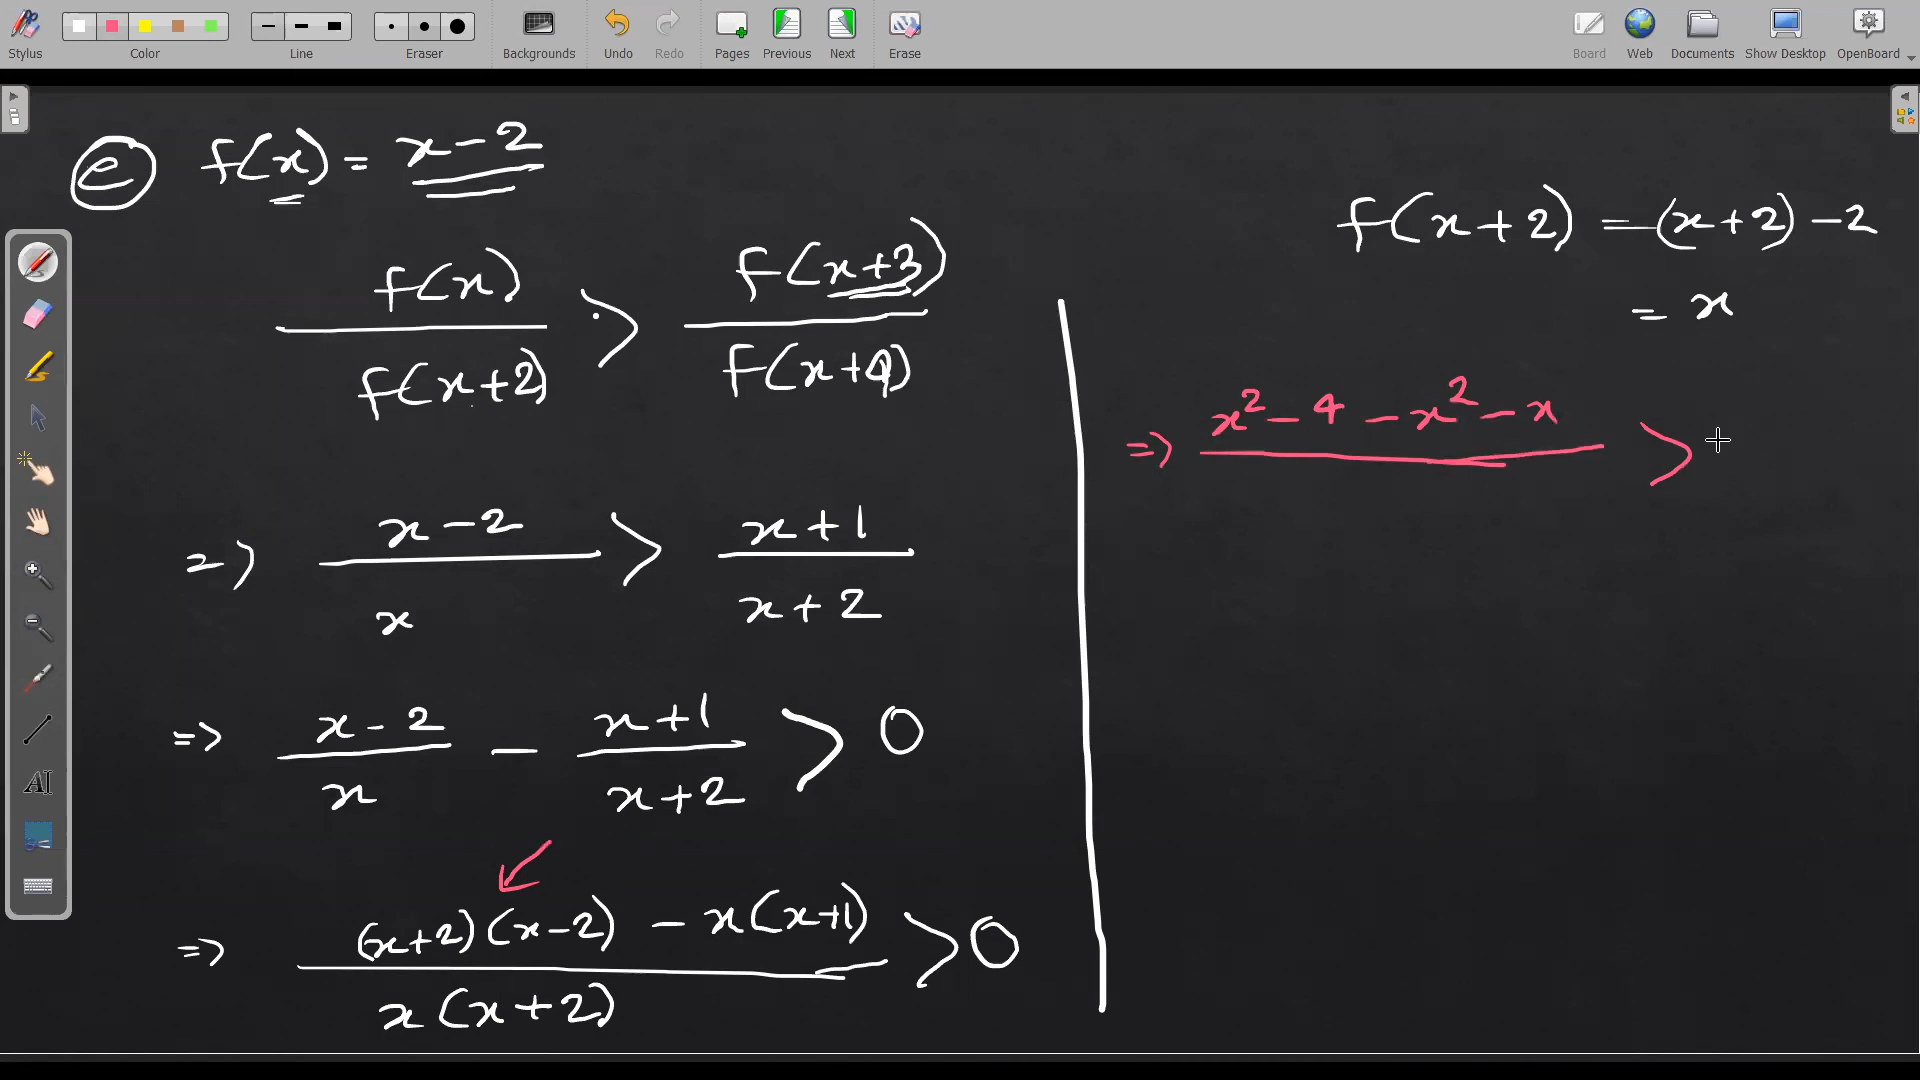 Stylus Color Line Eraser Backgrounds Undo Redo Pages Previous Next Erase Board Web Documents Show Desktop OpenBoard
e f(x) = x-2
f(x)/f(x+2) > f(x+3)/f(x+4)
=> x-2/x > x+1/x+2
=> x-2/x - x+1/x+2 > 0
=> (x+2)(x-2) - x(x+1)/x(x+2) > 0
f(x+2) = (x+2)-2
= x
=> x²-4-x²-x >
AI